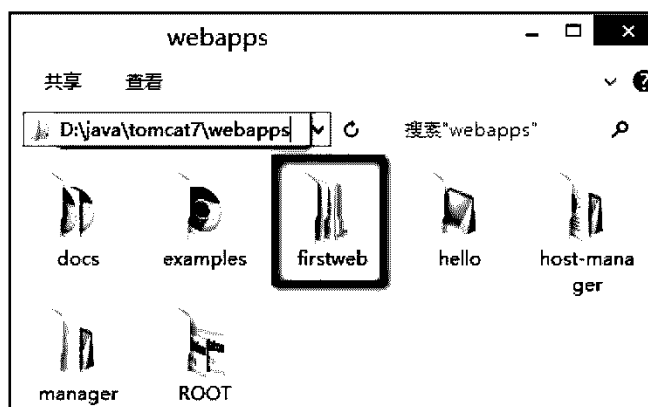 webapps
共享 查看
D:\java\tomcat7\webapps 搜索"webapps"
docs examples firstweb hello host-mana
ger
manager ROOT